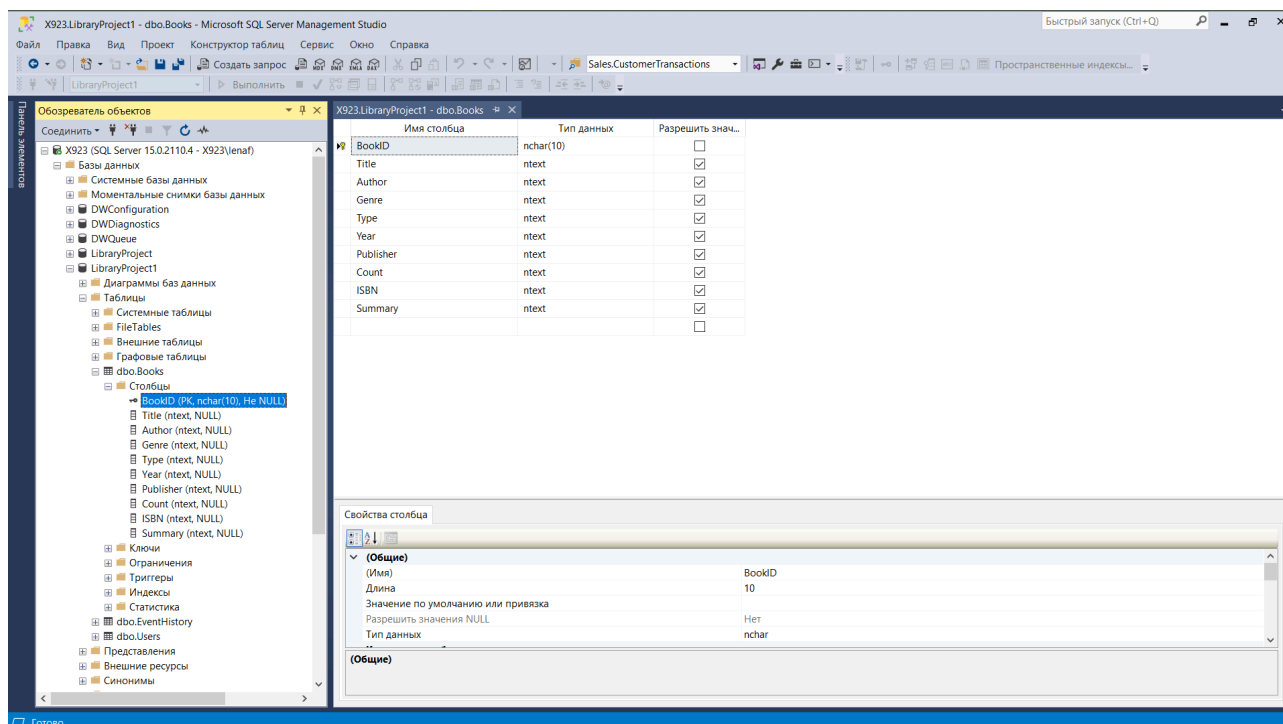 X923.LibraryProject1 - dbo.Books - Microsoft SQL Server Management Studio
Быстрый запуск (Ctrl+Q)
Файл Правка Вид Проект Конструктор таблиц Сервис Окно Справка
Создать запрос
Sales.CustomerTransactions
Пространственные индексы...
LibraryProject1
Выполнить
Панель элементов
Обозреватель объектов
Соединить
X923 (SQL Server 15.0.2110.4 - X923\lenaf)
Базы данных
Системные базы данных
Моментальные снимки базы данных
DWConfiguration
DWDiagnostics
DWQueue
LibraryProject
LibraryProject1
Диаграммы баз данных
Таблицы
Системные таблицы
FileTables
Внешние таблицы
Графовые таблицы
dbo.Books
Столбцы
BookID (PK, nchar(10), Не NULL)
Title (ntext, NULL)
Author (ntext, NULL)
Genre (ntext, NULL)
Type (ntext, NULL)
Year (ntext, NULL)
Publisher (ntext, NULL)
Count (ntext, NULL)
ISBN (ntext, NULL)
Summary (ntext, NULL)
Ключи
Ограничения
Триггеры
Индексы
Статистика
dbo.EventHistory
dbo.Users
Представления
Внешние ресурсы
Синонимы
X923.LibraryProject1 - dbo.Books
Имя столбца Тип данных Разрешить знач...
BookID nchar(10)
Title ntext
Author ntext
Genre ntext
Type ntext
Year ntext
Publisher ntext
Count ntext
ISBN ntext
Summary ntext
Свойства столбца
(Общие)
(Имя) BookID
Длина 10
Значение по умолчанию или привязка
Разрешить значения NULL Нет
Тип данных nchar
(Общие)
Готово